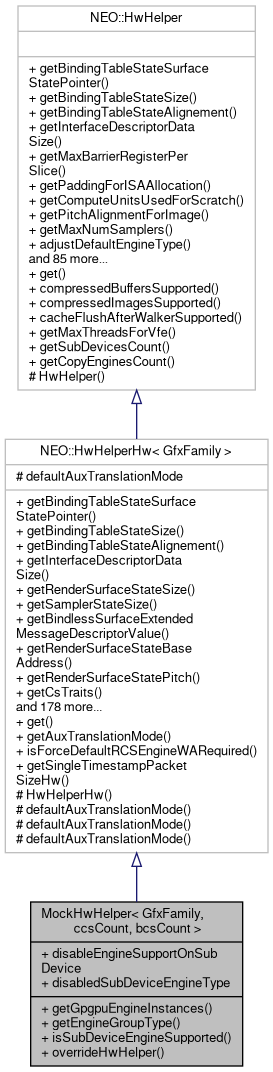 NEO::HwHelper
+ getBindingTableStateSurface
StatePointer()
+ getBindingTableStateSize()
+ getBindingTableStateAlignement()
+ getInterfaceDescriptorData
Size()
+ getMaxBarrierRegisterPer
Slice()
+ getPaddingForISAAllocation()
+ getComputeUnitsUsedForScratch()
+ getPitchAlignmentForImage()
+ getMaxNumSamplers()
+ adjustDefaultEngineType()
and 85 more...
+ get()
+ compressedBuffersSupported()
+ compressedImagesSupported()
+ cacheFlushAfterWalkerSupported()
+ getMaxThreadsForVfe()
+ getSubDevicesCount()
+ getCopyEnginesCount()
# HwHelper()
NEO::HwHelperHw< GfxFamily >
# defaultAuxTranslationMode
+ getBindingTableStateSurface
StatePointer()
+ getBindingTableStateSize()
+ getBindingTableStateAlignement()
+ getInterfaceDescriptorData
Size()
+ getRenderSurfaceStateSize()
+ getSamplerStateSize()
+ getBindlessSurfaceExtended
MessageDescriptorValue()
+ getRenderSurfaceStateBase
Address()
+ getRenderSurfaceStatePitch()
+ getCsTraits()
and 178 more...
+ get()
+ getAuxTranslationMode()
+ isForceDefaultRCSEngineWARequired()
+ getSingleTimestampPacket
SizeHw()
# HwHelperHw()
# defaultAuxTranslationMode()
# defaultAuxTranslationMode()
# defaultAuxTranslationMode()
MockHwHelper< GfxFamily,
ccsCount, bcsCount >
+ disableEngineSupportOnSub
Device
+ disabledSubDeviceEngineType
+ getGpgpuEngineInstances()
+ getEngineGroupType()
+ isSubDeviceEngineSupported()
+ overrideHwHelper()